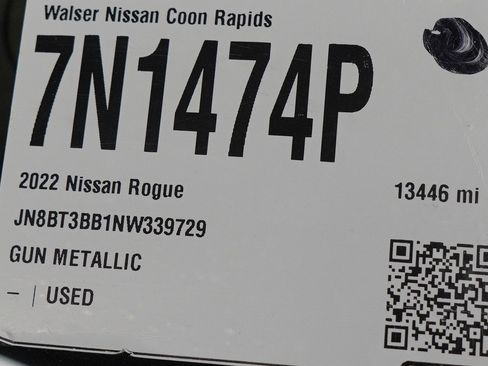 Walser Nissan Coon Rapids
7N1474P
2022 Nissan Rogue
13446 mi
JN8BT3BB1NW339729
GUN METALLIC
– | USED